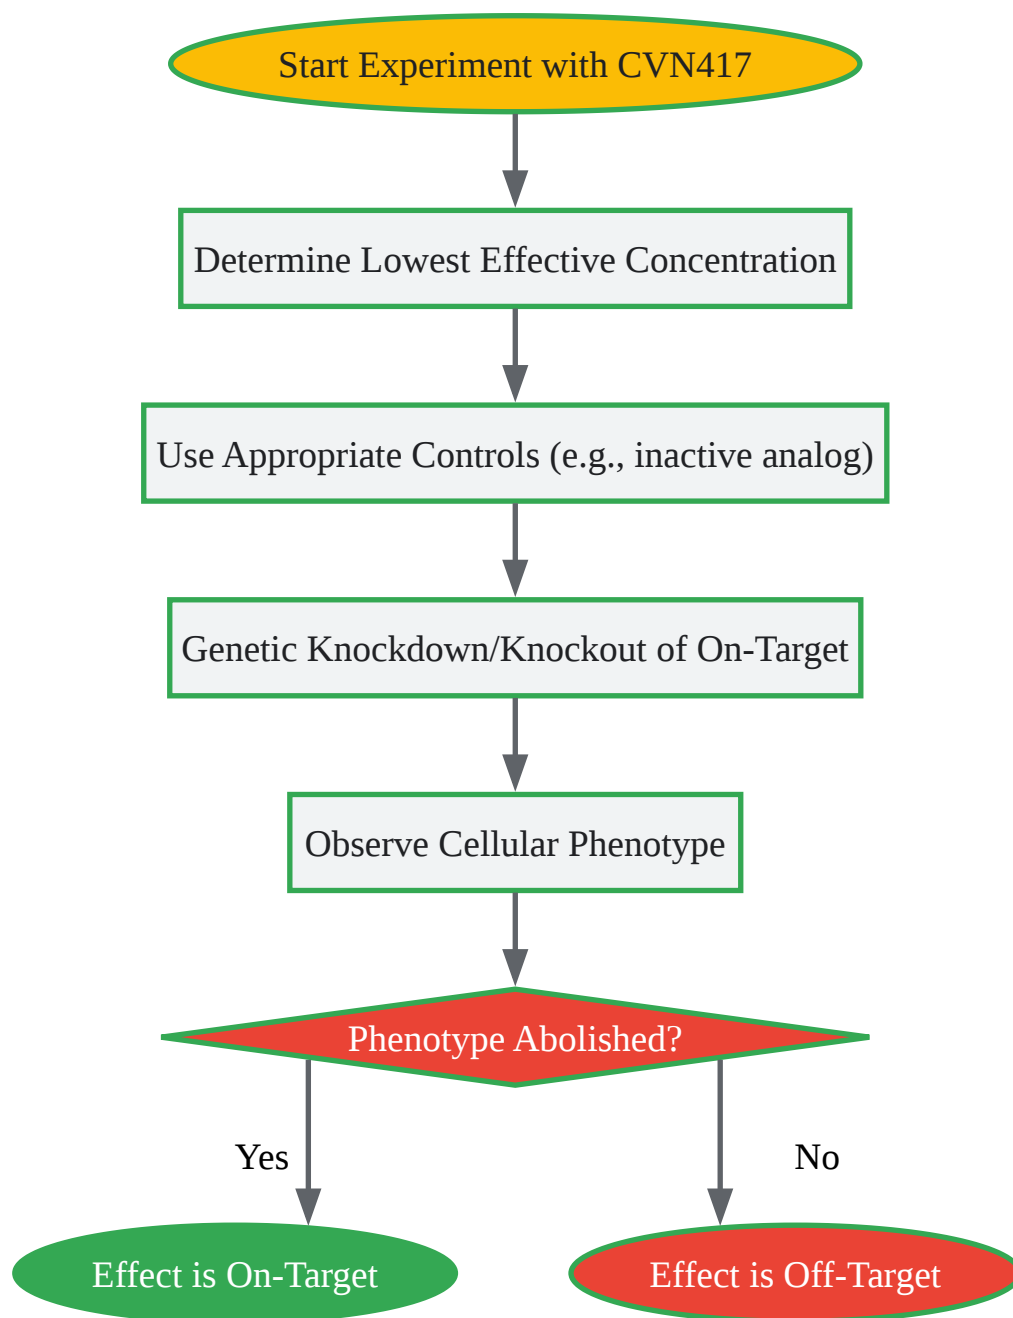 Start Experiment with CVN417
Determine Lowest Effective Concentration
Use Appropriate Controls (e.g., inactive analog)
Genetic Knockdown/Knockout of On-Target
Observe Cellular Phenotype
Phenotype Abolished?
Yes
No
Effect is On-Target
Effect is Off-Target